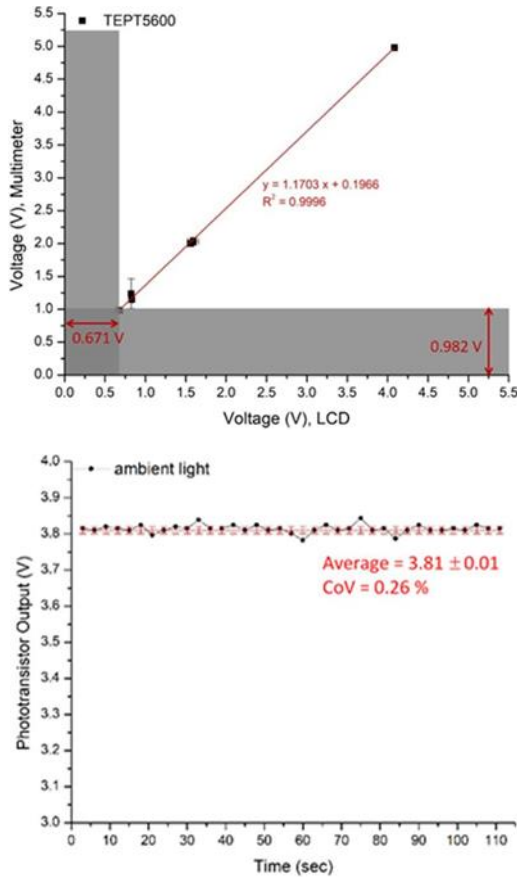 TEPT5600
5.0
4.5
4.0
3.5
3.0
2.5
2.0
1.5
1.0
0.5
0.0
Voltage (V), Multimeter
y = 1.1703 x + 0.1966
R² = 0.9996
0.671 V
0.982 V
0.0 0.5 1.0 1.5 2.0 2.5 3.0 3.5 4.0 4.5 5.0 5.5
Voltage (V), LCD
ambient light
4.0
3.9
3.8
3.7
3.6
3.5
3.4
3.3
3.2
3.1
3.0
Phototransistor Output (V)
Average = 3.81 ±0.01
CoV = 0.26 %
0 10 20 30 40 50 60 70 80 90 100 110
Time (sec)